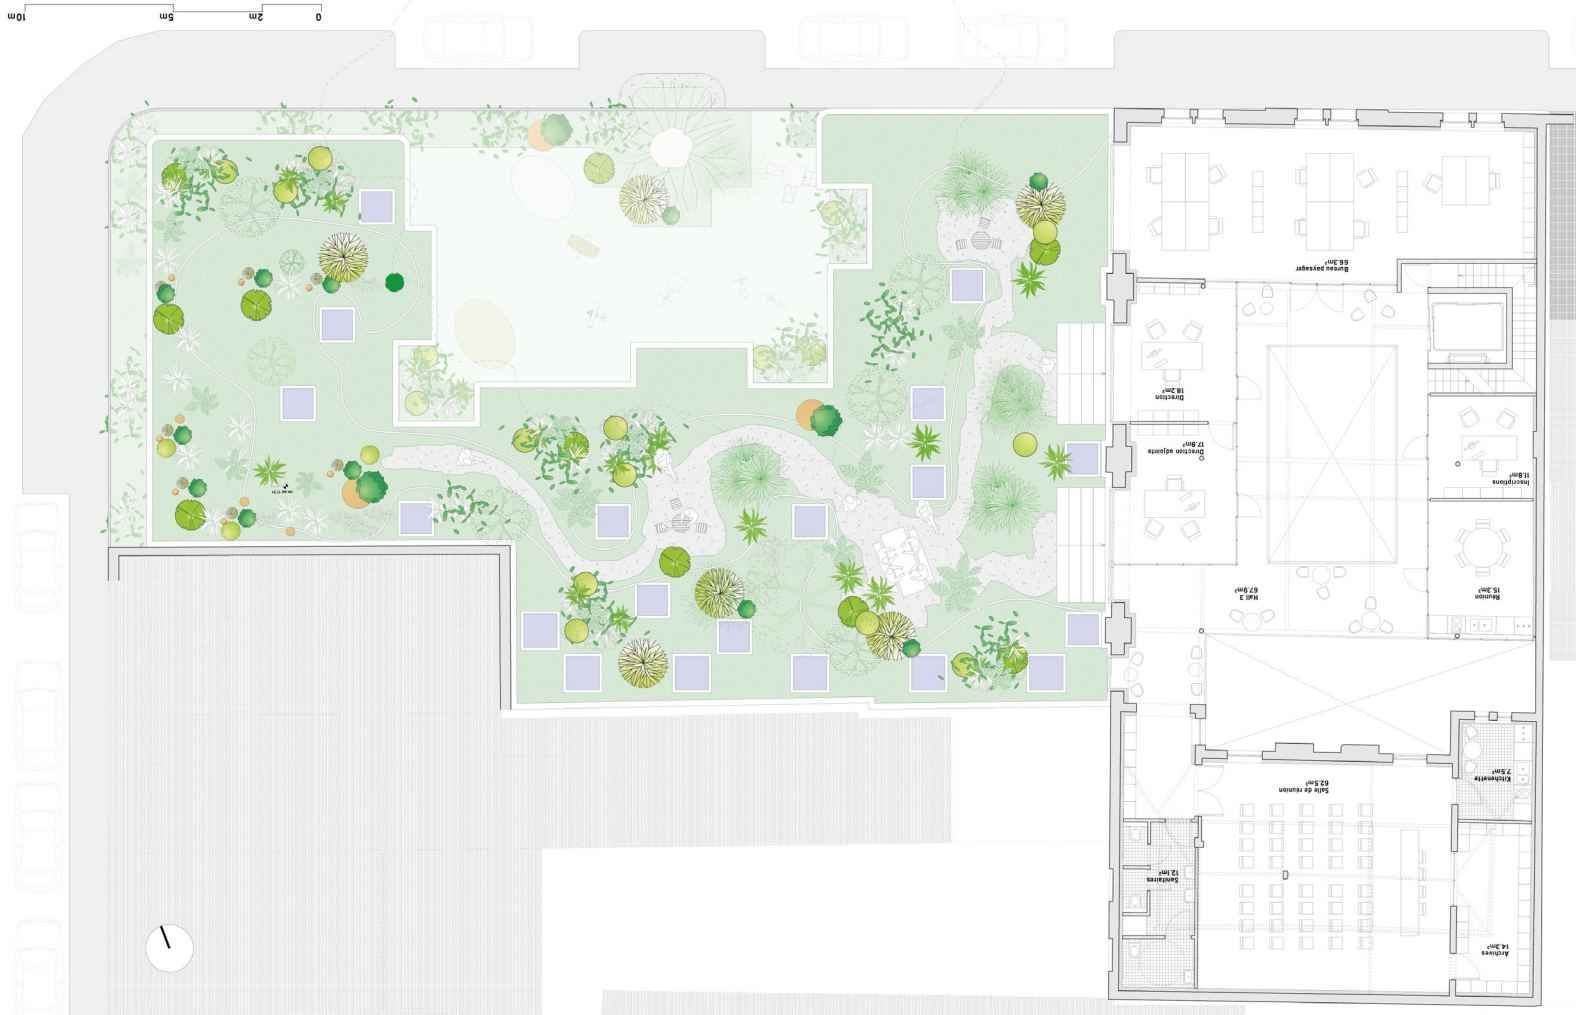 Archives
14.3m²
Sanitaires
12.1m²
Salle de réunion
62.5m²
Kitchenette
7.5m²
Réunion
15.3m²
Hall 3
67.9m²
Inscriptions
11.8m²
Direction adjointe
17.8m²
Direction
18.2m²
Bureau paysager
66.3m²
0 2m 5m 10m